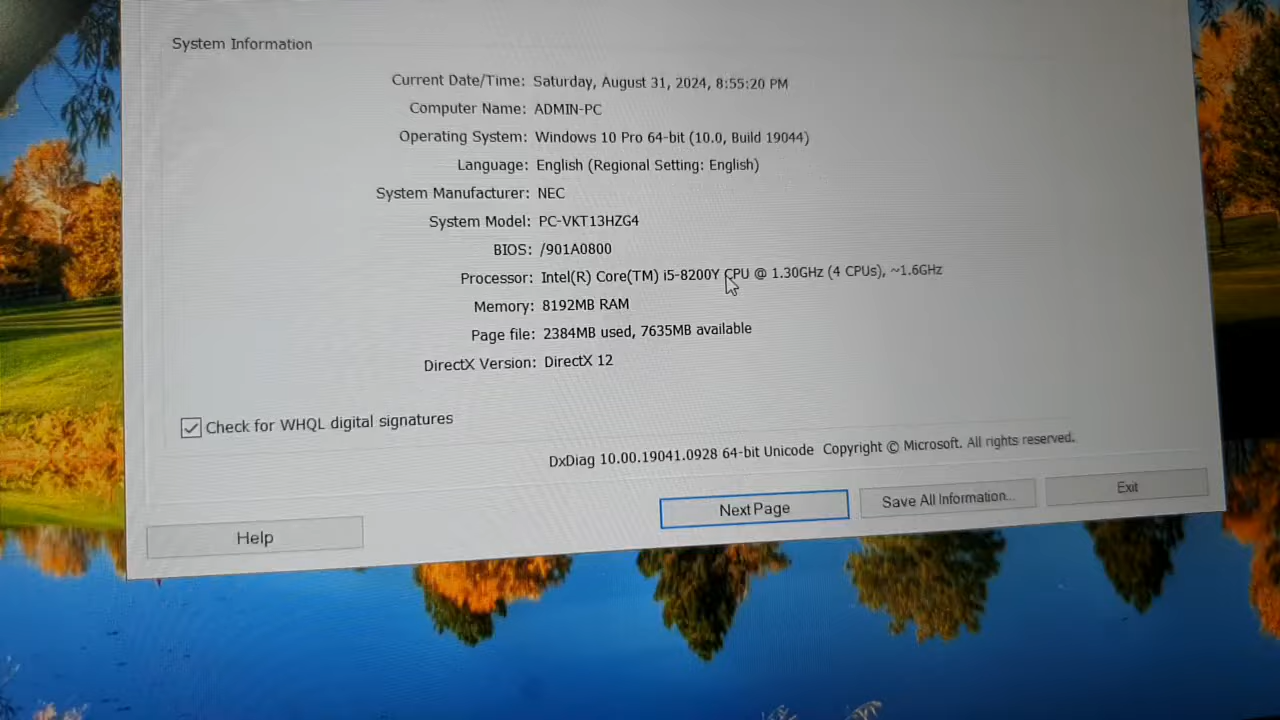 System Information
Current Date/Time: Saturday, August 31, 2024, 8:55:20 PM
Computer Name: ADMIN-PC
Operating System: Windows 10 Pro 64-bit (10.0, Build 19044)
Language: English (Regional Setting: English)
System Manufacturer: NEC
System Model: PC-VKT13HZG4
BIOS: /901A0800
Processor: Intel(R) Core(TM) i5-8200Y CPU @ 1.30GHz (4 CPUs), ~1.6GHz
Memory: 8192MB RAM
Page file: 2384MB used, 7635MB available
DirectX Version: DirectX 12
Check for WHQL digital signatures
DxDiag 10.00.19041.0928 64-bit Unicode Copyright © Microsoft. All rights reserved.
Help
Next Page
Save All Information...
Exit